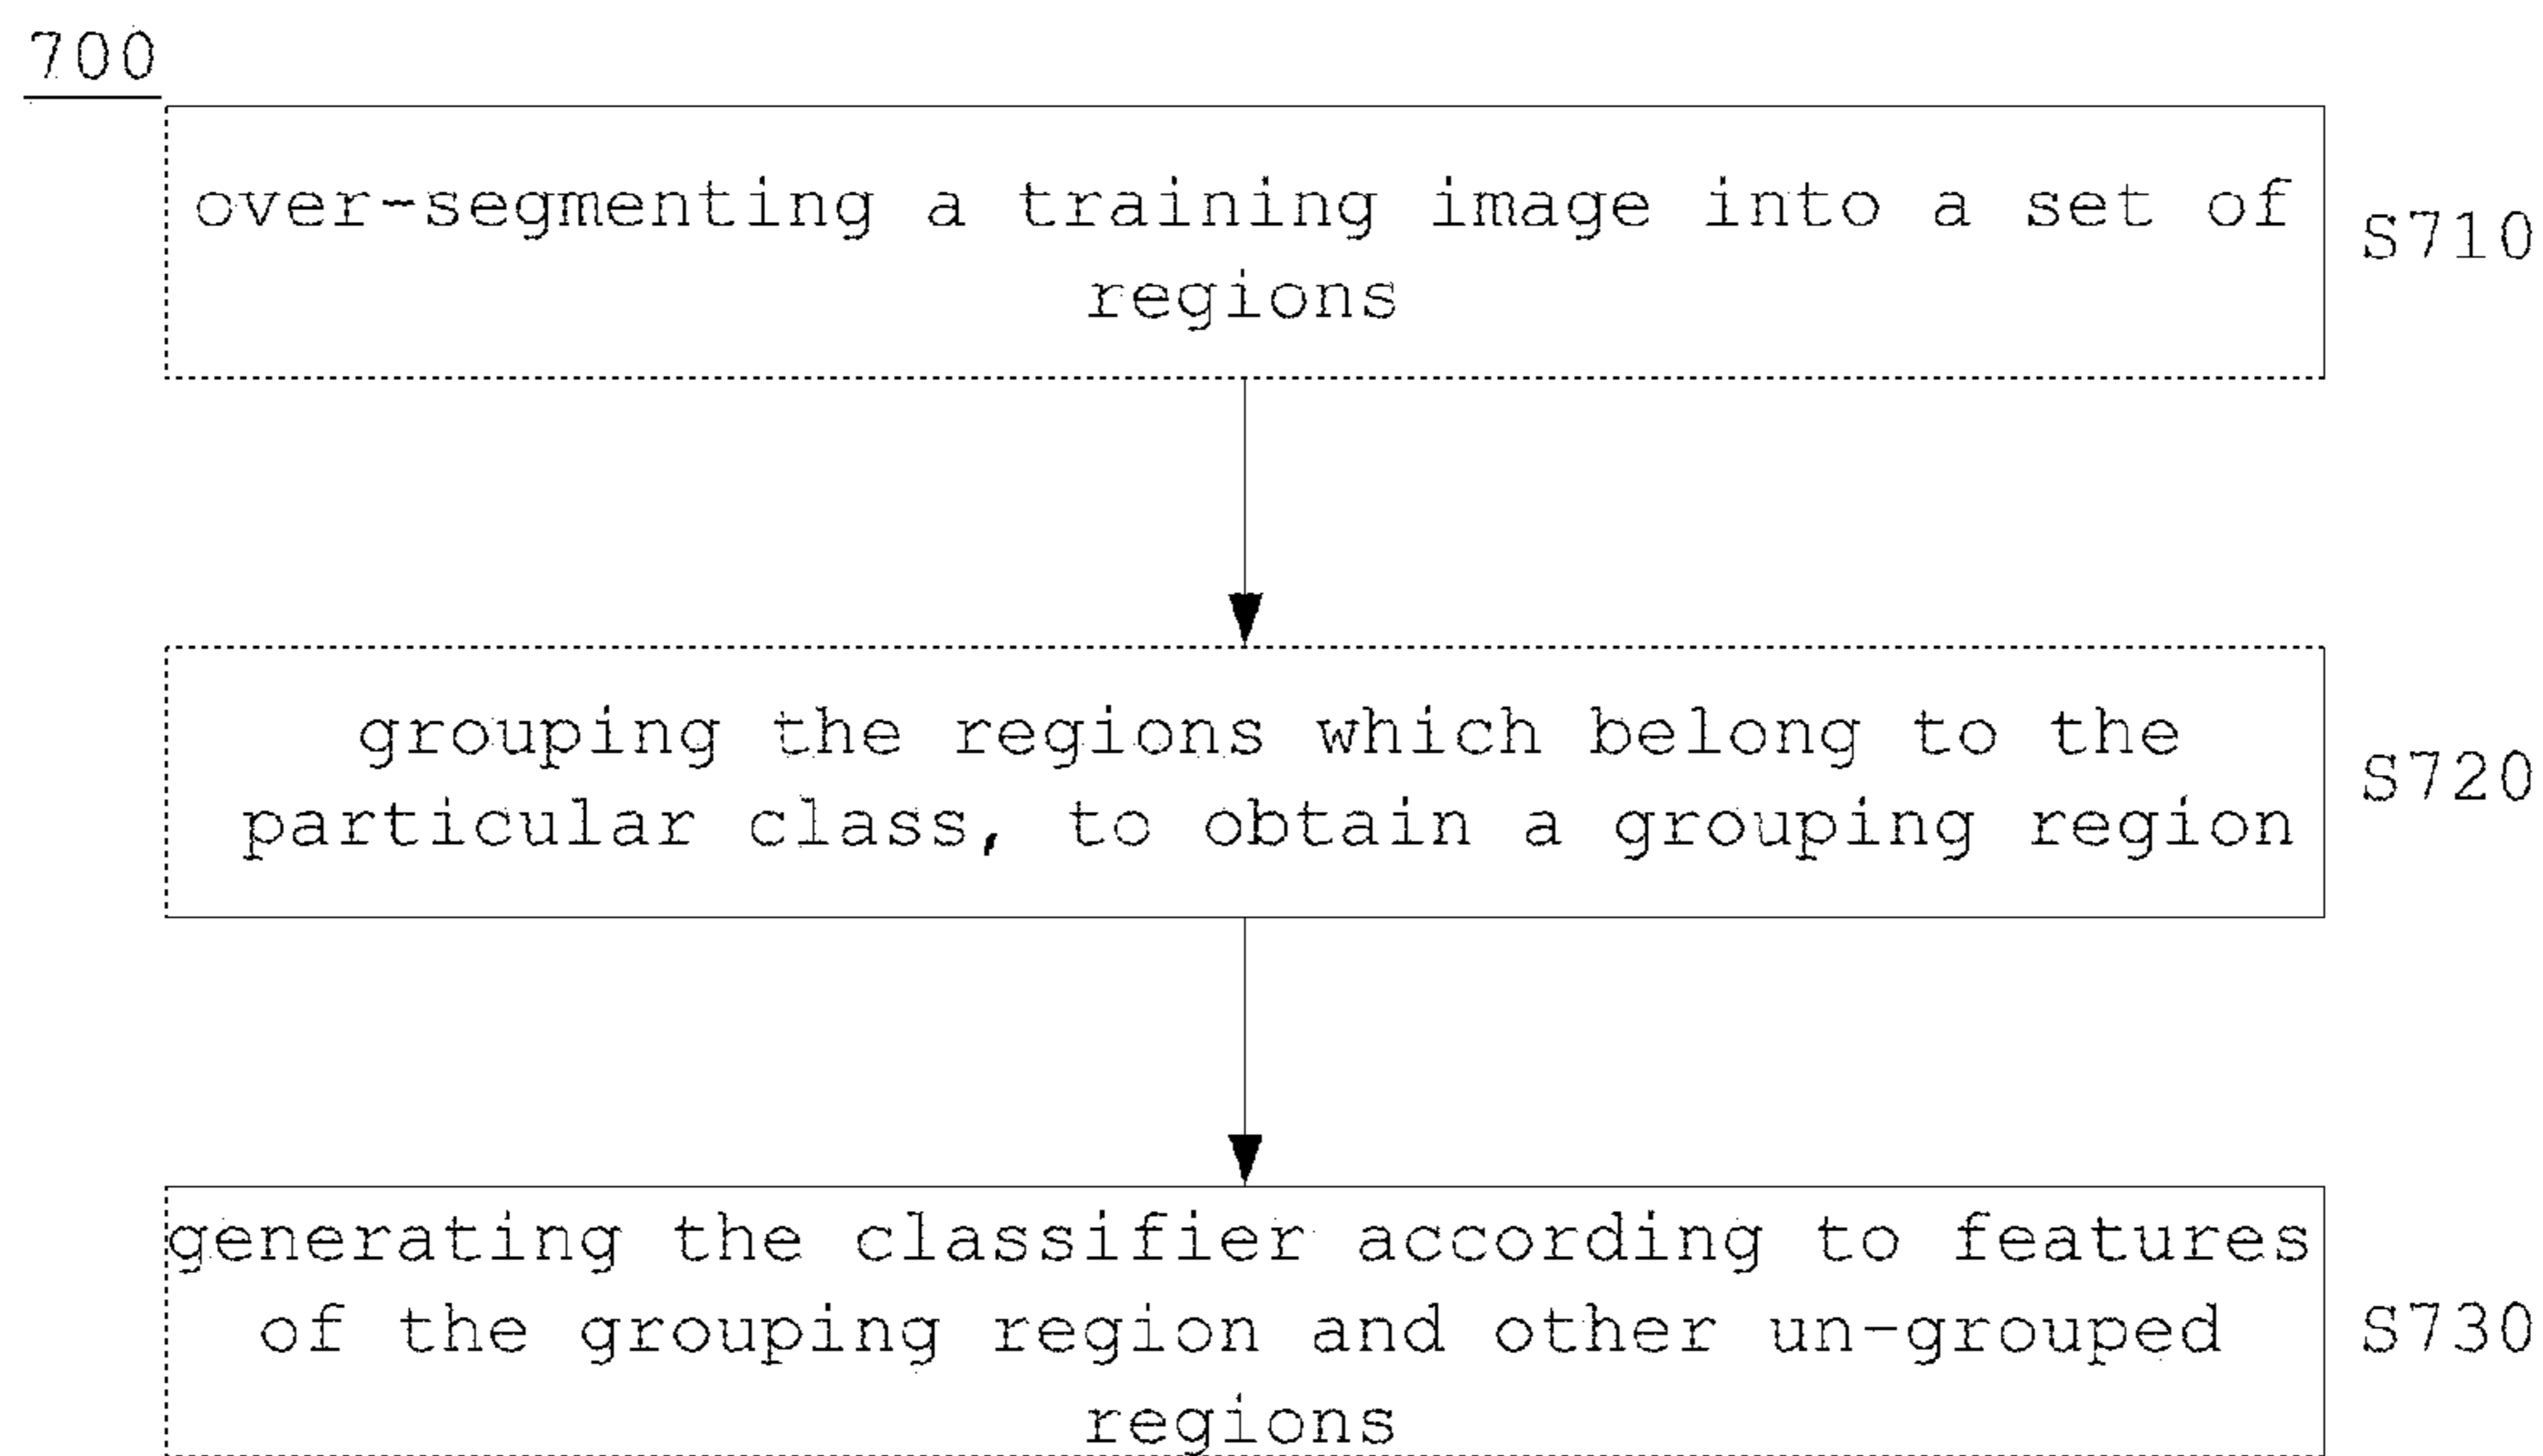 700
over-segmenting a training image into a set of
regions
S710
grouping the regions which belong to the
particular class, to obtain a grouping region
S720
generating the classifier according to features
of the grouping region and other un-grouped
regions
S730